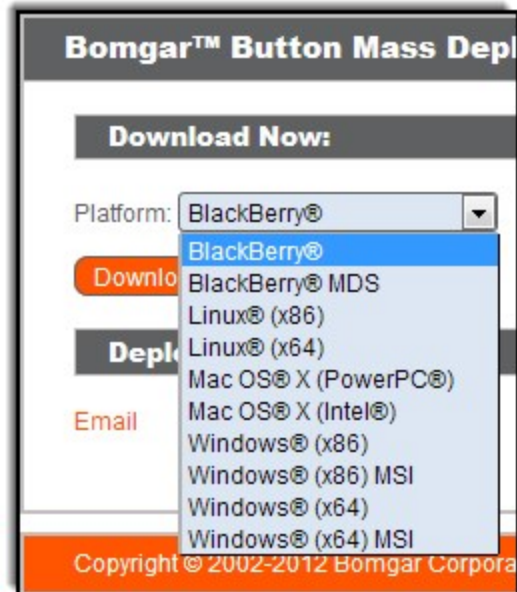 Bomgar™ Button Mass Depl
Download Now:
Platform: BlackBerry®
BlackBerry®
Downlo
BlackBerry® MDS
Linux® (x86)
Linux® (x64)
Deplo
Mac OS® X (PowerPC®)
Mac OS® X (Intel®)
Email
Windows® (x86)
Windows® (x86) MSI
Windows® (x64)
Windows® (x64) MSI
Copyright © 2002-2012 Bomgar Corpora